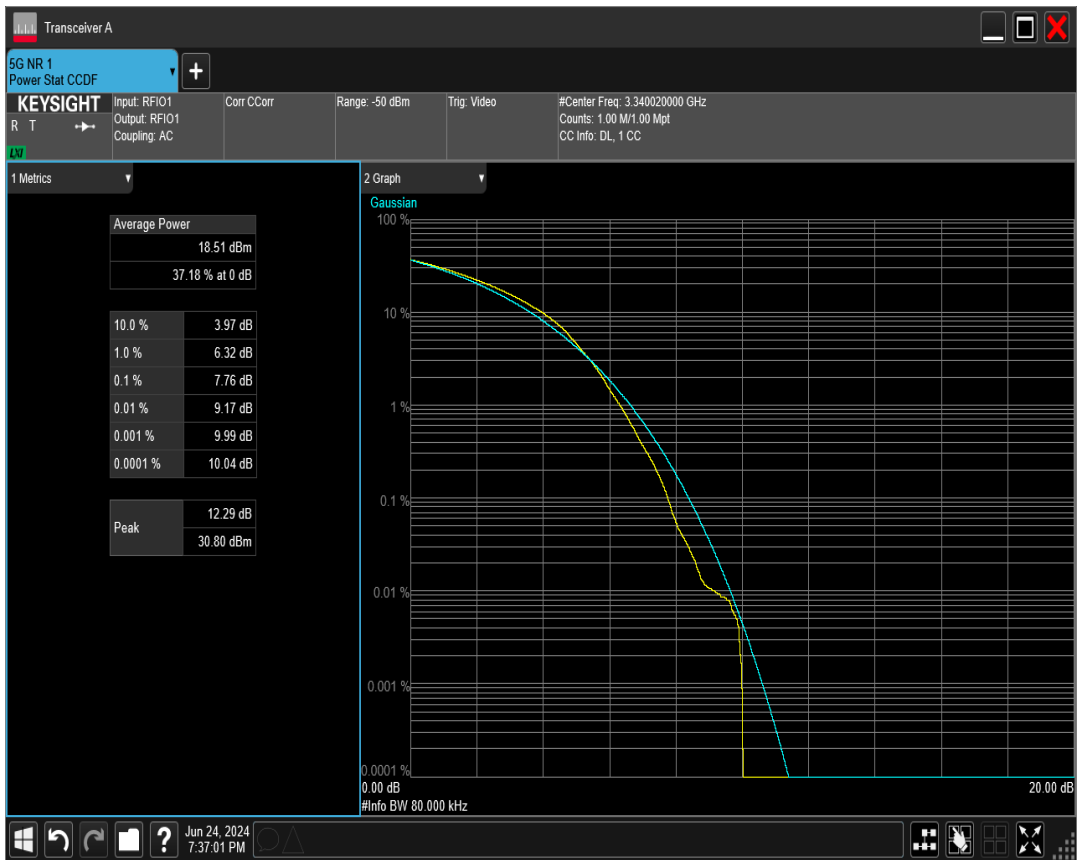 Transceiver A
5G NR 1
Power Stat CCDF
KEYSIGHT
R T
LXI
Input: RFIO1
Output: RFIO1
Coupling: AC
Corr CCorr
Range: -50 dBm
Trig: Video
#Center Freq: 3.340020000 GHz
Counts: 1.00 M/1.00 Mpt
CC Info: DL, 1 CC
1 Metrics
Average Power
18.51 dBm
37.18 % at 0 dB
10.0 % 3.97 dB
1.0 % 6.32 dB
0.1 % 7.76 dB
0.01 % 9.17 dB
0.001 % 9.99 dB
0.0001 % 10.04 dB
Peak
12.29 dB
30.80 dBm
2 Graph
Gaussian
100 %
10 %
1 %
0.1 %
0.01 %
0.001 %
0.0001 %
0.00 dB 20.00 dB
#Info BW 80.000 kHz
?
Jun 24, 2024
7:37:01 PM